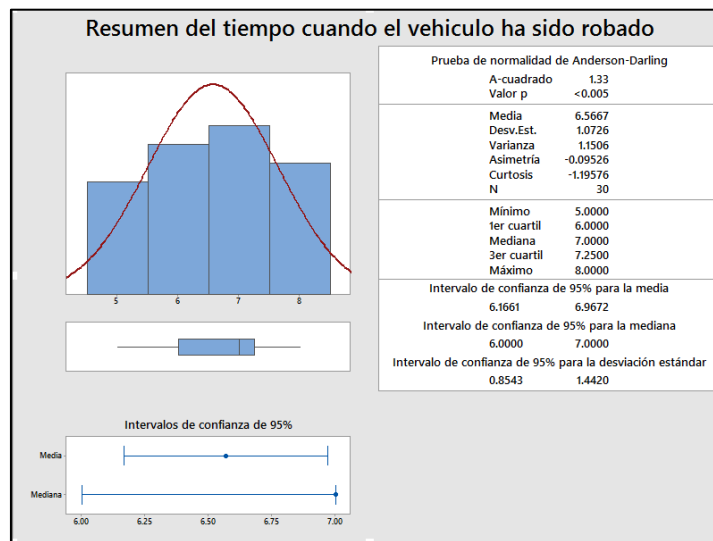 Resumen del tiempo cuando el vehiculo ha sido robado
5 6 7 8
Intervalos de confianza de 95%
Media
Mediana
6.00 6.25 6.50 6.75 7.00
Prueba de normalidad de Anderson-Darling
A-cuadrado 1.33
Valor p <0.005
Media 6.5667
Desv.Est. 1.0726
Varianza 1.1506
Asimetría -0.09526
Curtosis -1.19576
N 30
Mínimo 5.0000
1er cuartil 6.0000
Mediana 7.0000
3er cuartil 7.2500
Máximo 8.0000
Intervalo de confianza de 95% para la media
6.1661 6.9672
Intervalo de confianza de 95% para la mediana
6.0000 7.0000
Intervalo de confianza de 95% para la desviación estándar
0.8543 1.4420